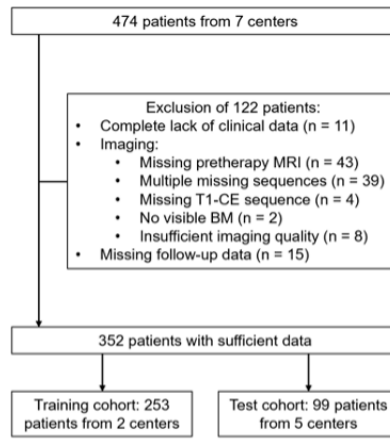 474 patients from 7 centers
Exclusion of 122 patients:
• Complete lack of clinical data (n = 11)
• Imaging:
• Missing pretherapy MRI (n = 43)
• Multiple missing sequences (n = 39)
• Missing T1-CE sequence (n = 4)
• No visible BM (n = 2)
• Insufficient imaging quality (n = 8)
• Missing follow-up data (n = 15)
352 patients with sufficient data
Training cohort: 253
patients from 2 centers
Test cohort: 99 patients
from 5 centers